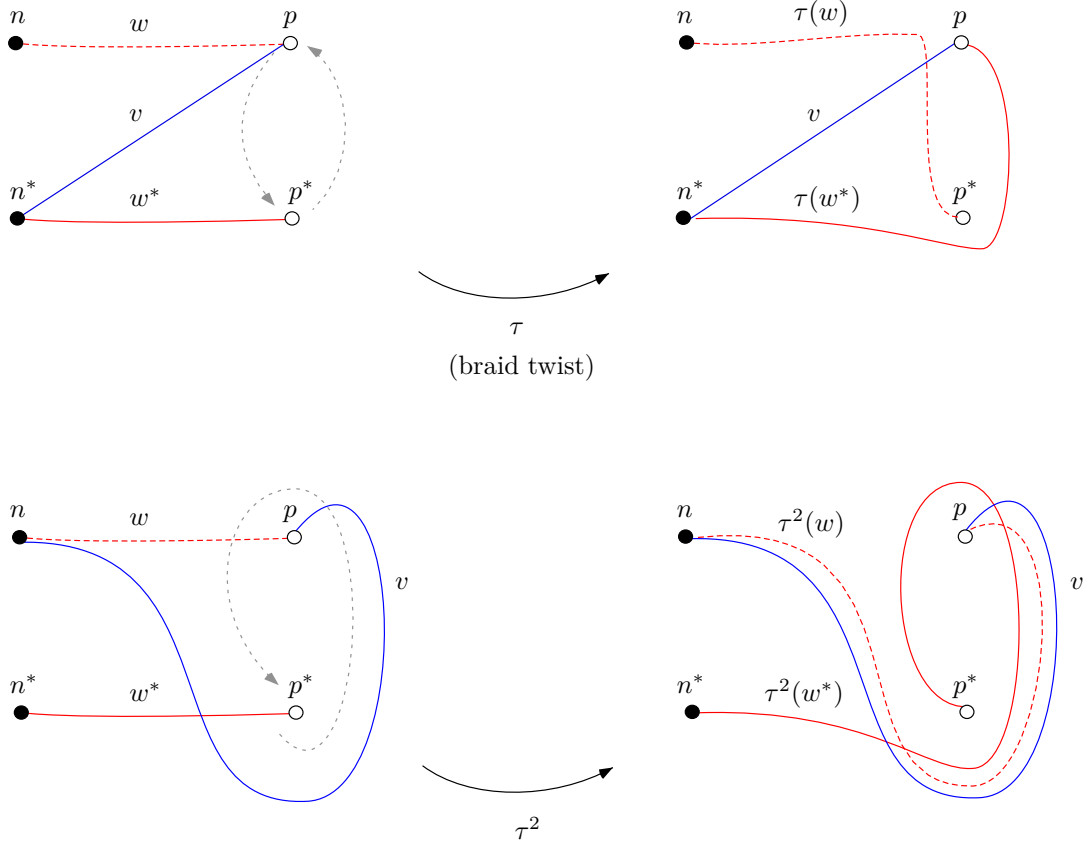 n w p
v
n* w* p*
n τ(w) p
v
n* τ(w*) p*
τ
(braid twist)
n w p
v
n* w* p*
n τ²(w) p
v
n* τ²(w*) p*
τ²